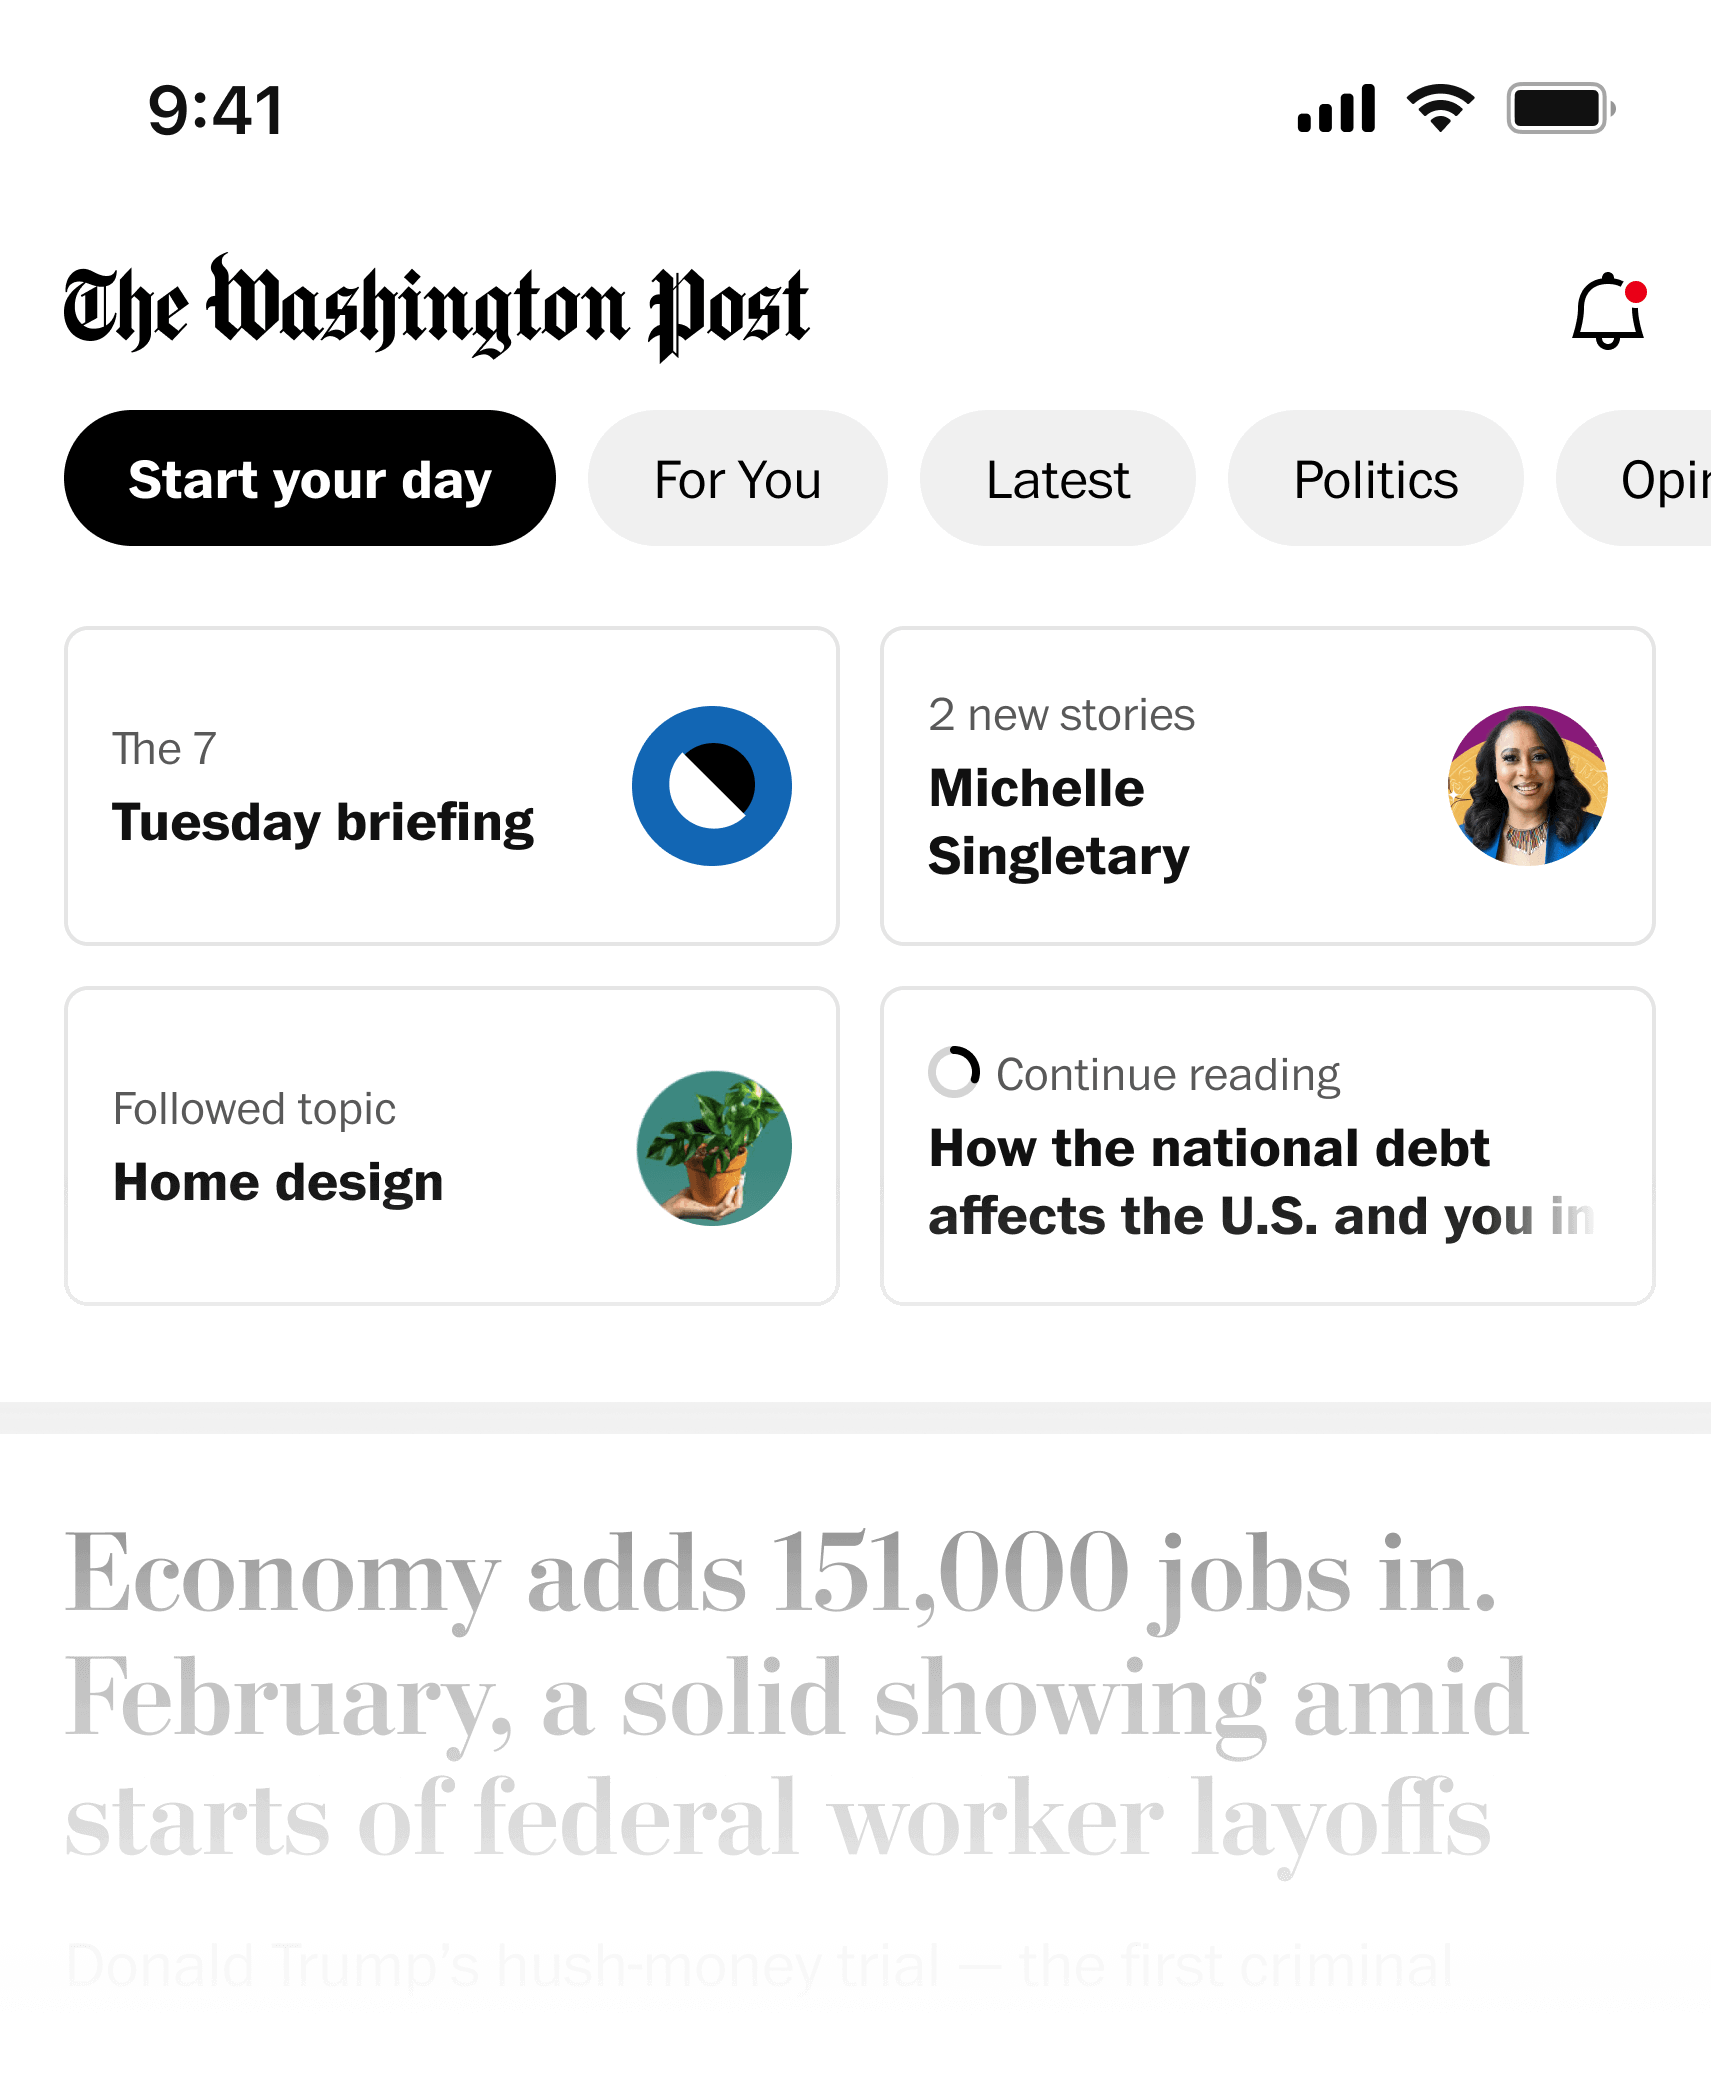 9:41
The Washington Post
Start your day
For You
Latest
Politics
Opin
The 7
Tuesday briefing
2 new stories
Michelle
Singletary
Followed topic
Home design
Continue reading
How the national debt
affects the U.S. and you in
Economy adds 151,000 jobs in.
February, a solid showing amid
starts of federal worker layoffs
Donald Trump’s hush-money trial — the first criminal